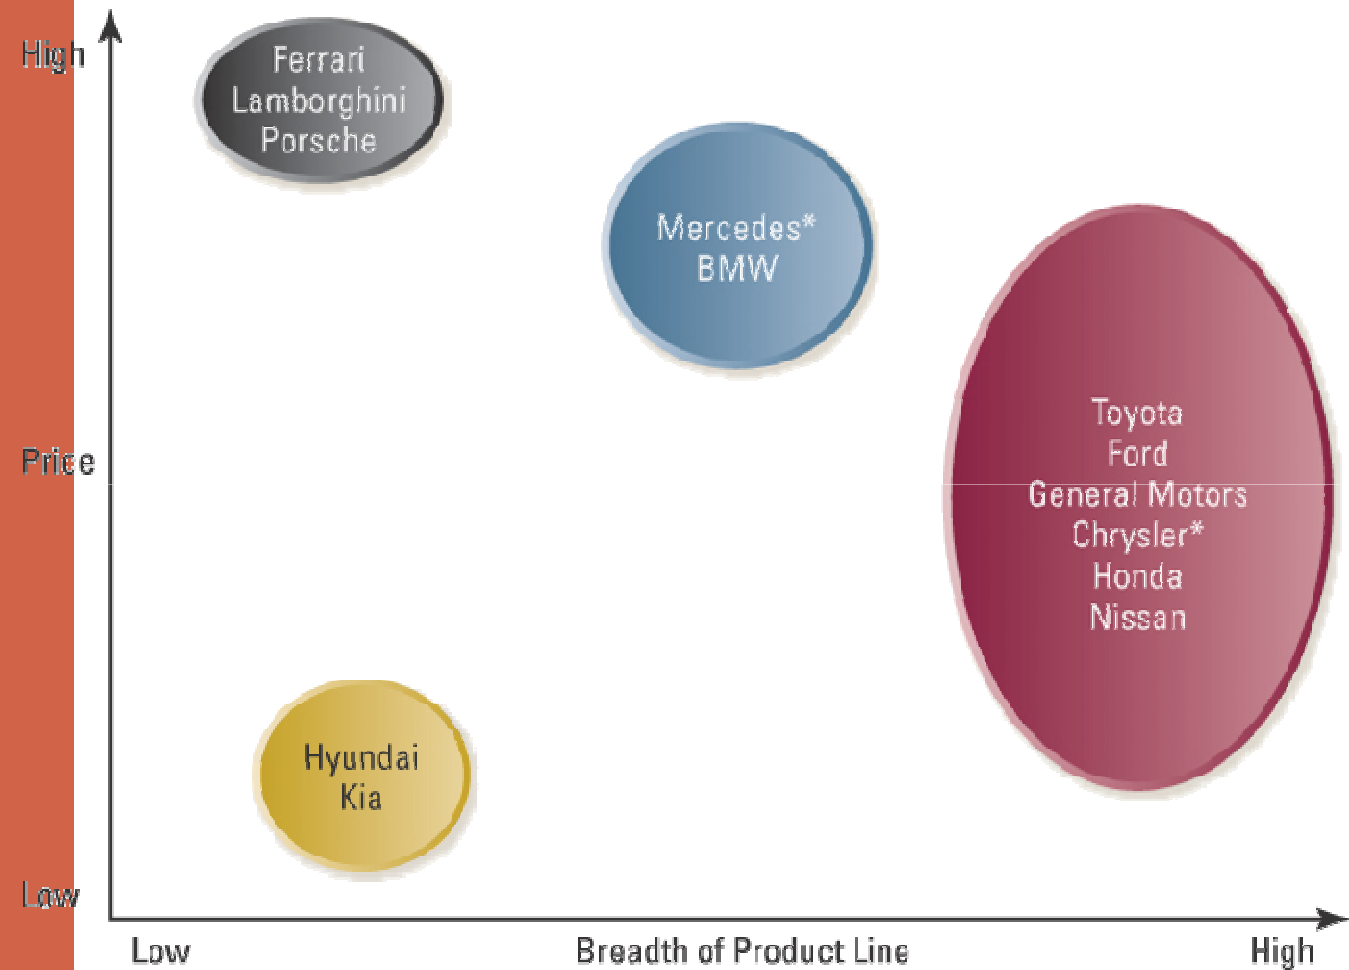 High
Ferrari
Lamborghini
Porsche
Mercedes*
BMW
Toyota
Ford
General Motors
Chrysler*
Honda
Nissan
Price
Hyundai
Kia
Low
Low
Breadth of Product Line
High